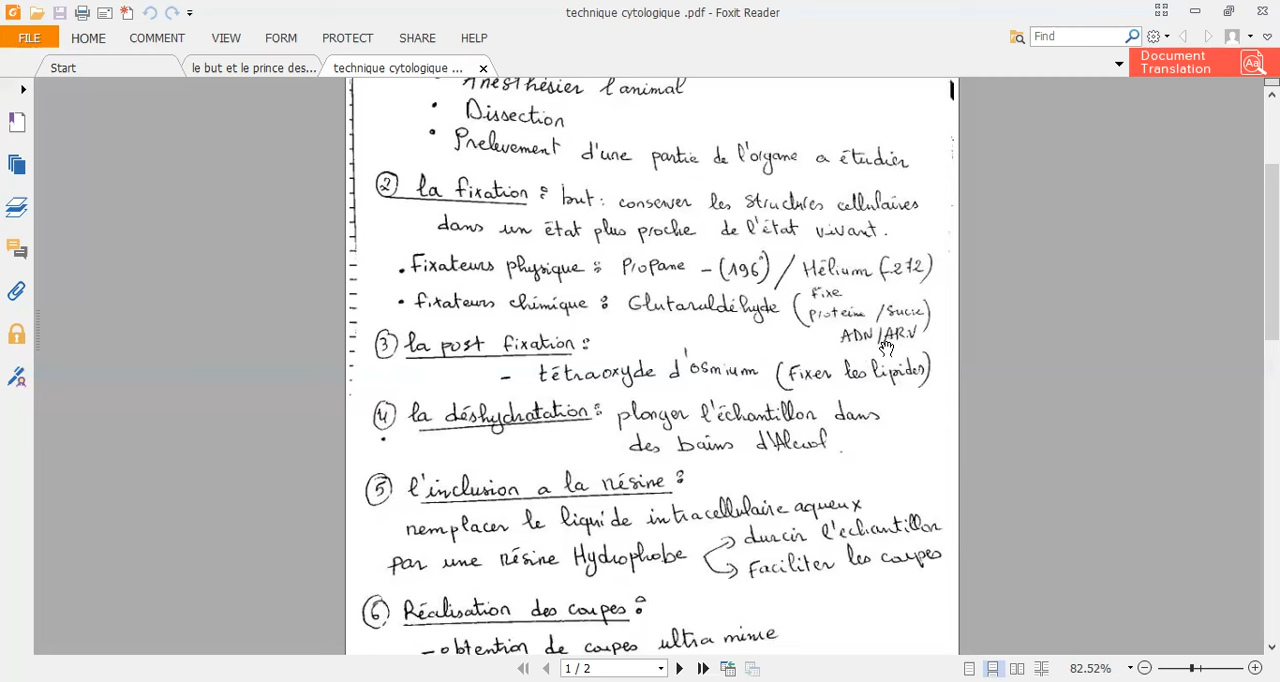 technique cytologique .pdf - Foxit Reader
FILE HOME COMMENT VIEW FORM PROTECT SHARE HELP
Find
Document
Translation
Start le but et le prince des... technique cytologique ...
Anésthésier l'animal
• Dissection
• Prelevement d'une partie de l'organe a étudier
② la fixation : but : conserver les structures cellulaires
dans un état plus proche de l'état vivant.
• Fixateurs physique : Propane -(196°) / Hélium (-272)
• fixateurs chimique : Glutaraldéhyde (Fixe
proteine / Sucre)
ADN / ARN
③ la post fixation :
- tétraoxyde d'osmium (Fixer les lipides)
④ la déshydratation : plonger l'échantillon dans
des bains d'Alcool.
⑤ l'inclusion a la résine :
remplacer le liquide intracellulaire aqueux
par une résine Hydrophobe → durcir l'echantillon
→ Faciliter les coupes
⑥ Réalisation des coupes :
- obtention de coupes ultra mince
1 / 2
82.52%